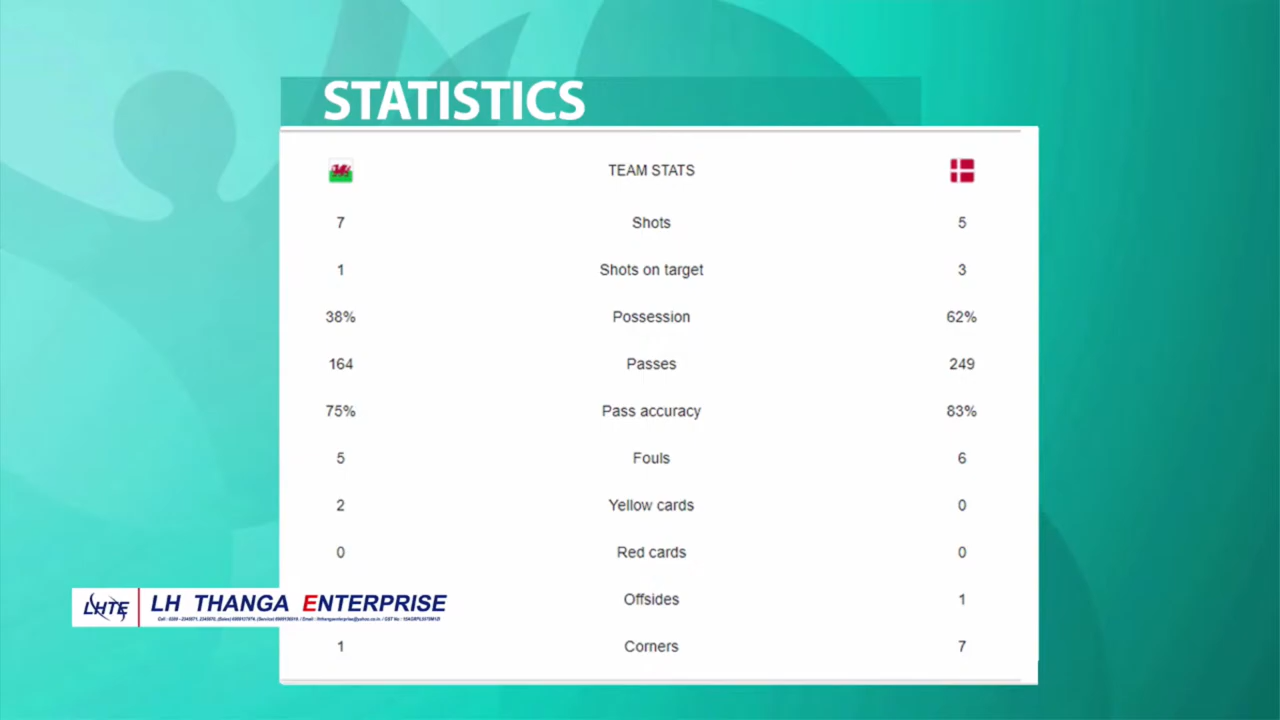 STATISTICS
TEAM STATS
7 Shots 5
1 Shots on target 3
38% Possession 62%
164 Passes 249
75% Pass accuracy 83%
5 Fouls 6
2 Yellow cards 0
0 Red cards 0
Offsides 1
LHTE LH THANGA ENTERPRISE
1 Corners 7